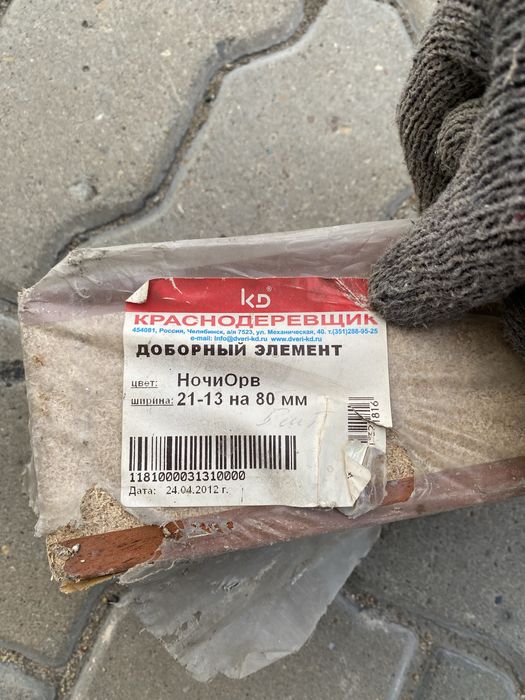 KD
КРАСНОДЕРЕВЩИК
454081, Россия, Челябинск, а/я 7523, ул. Механическая, 40. т.(351)288-95-25
e-mail: info@dveri-kd.ru www.dveri-kd.ru
ДОБОРНЫЙ ЭЛЕМЕНТ
цвет: НочиОрв
ширина: 21-13 на 80 мм
1181000031310000
Дата: 24.04.2012 г.